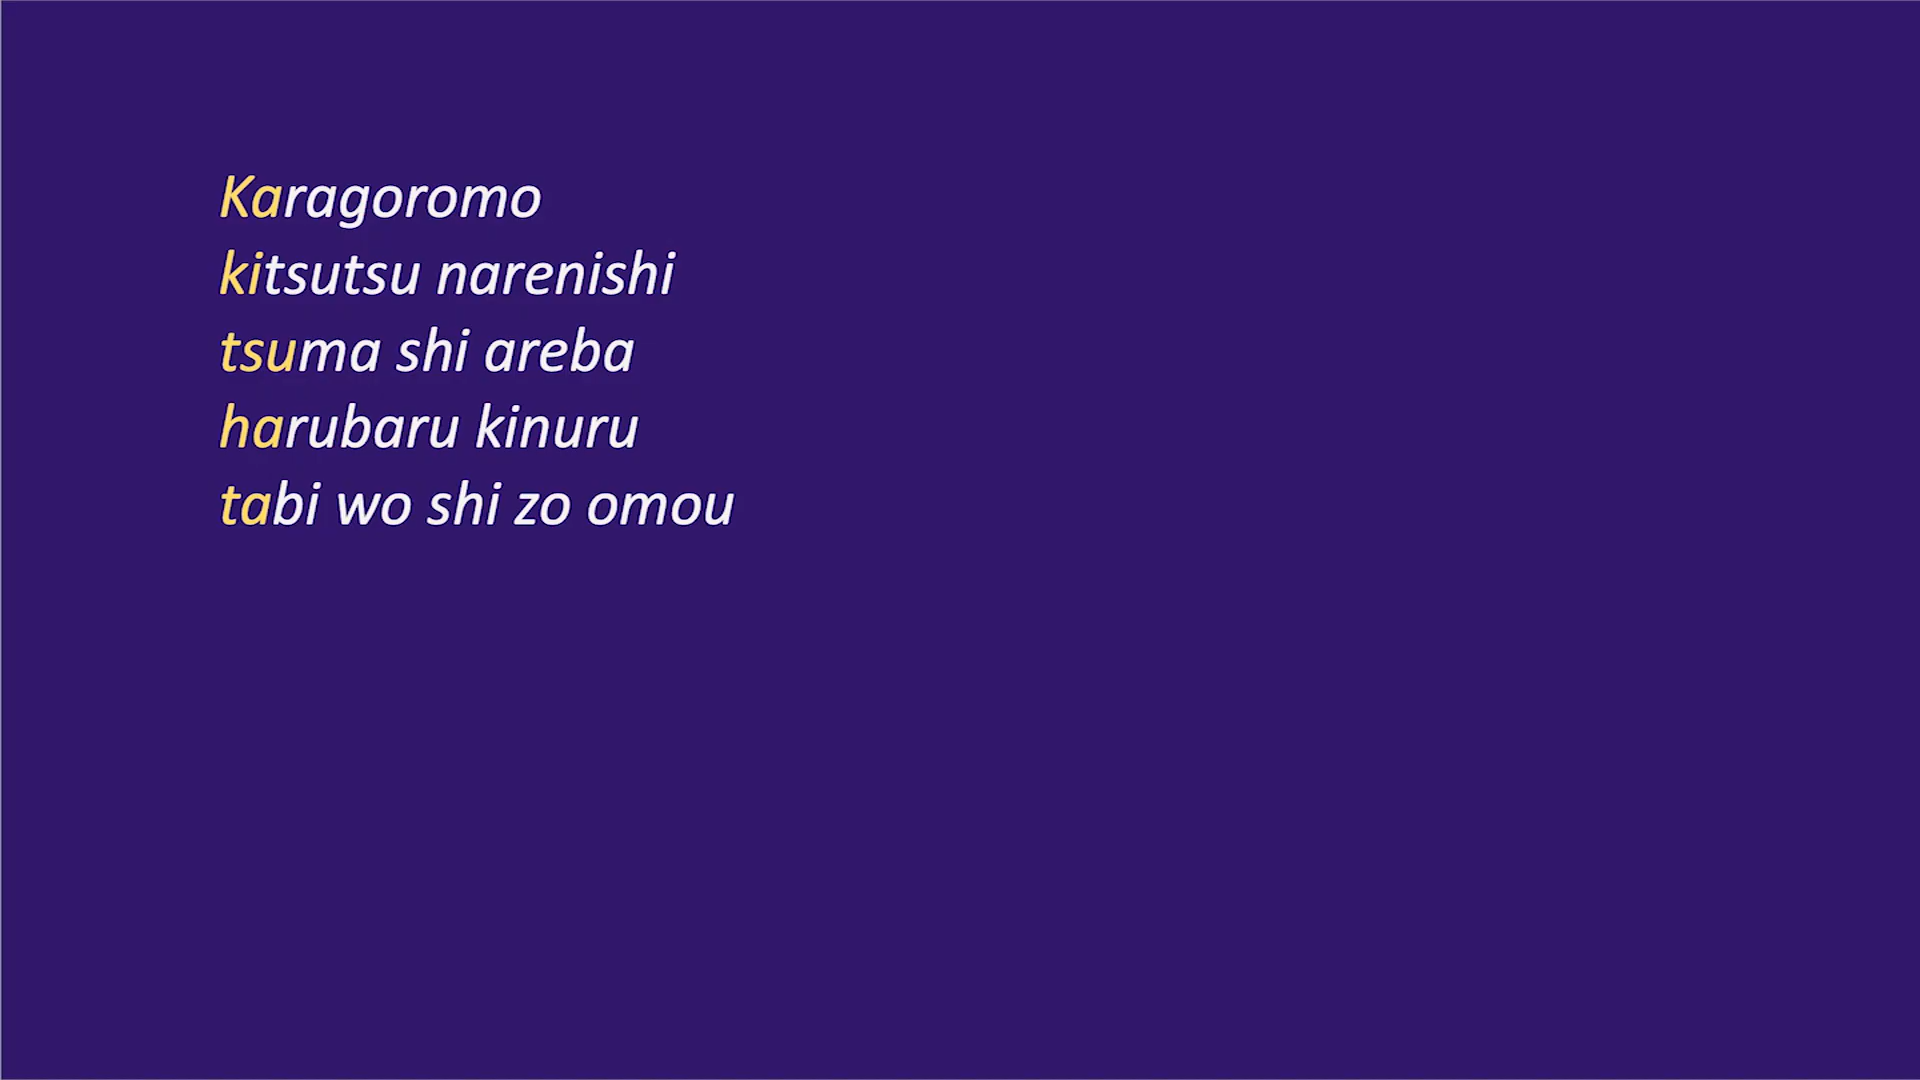 Karagoromo
kitsutsu narenishi
tsuma shi areba
harubaru kinuru
tabi wo shi zo omou